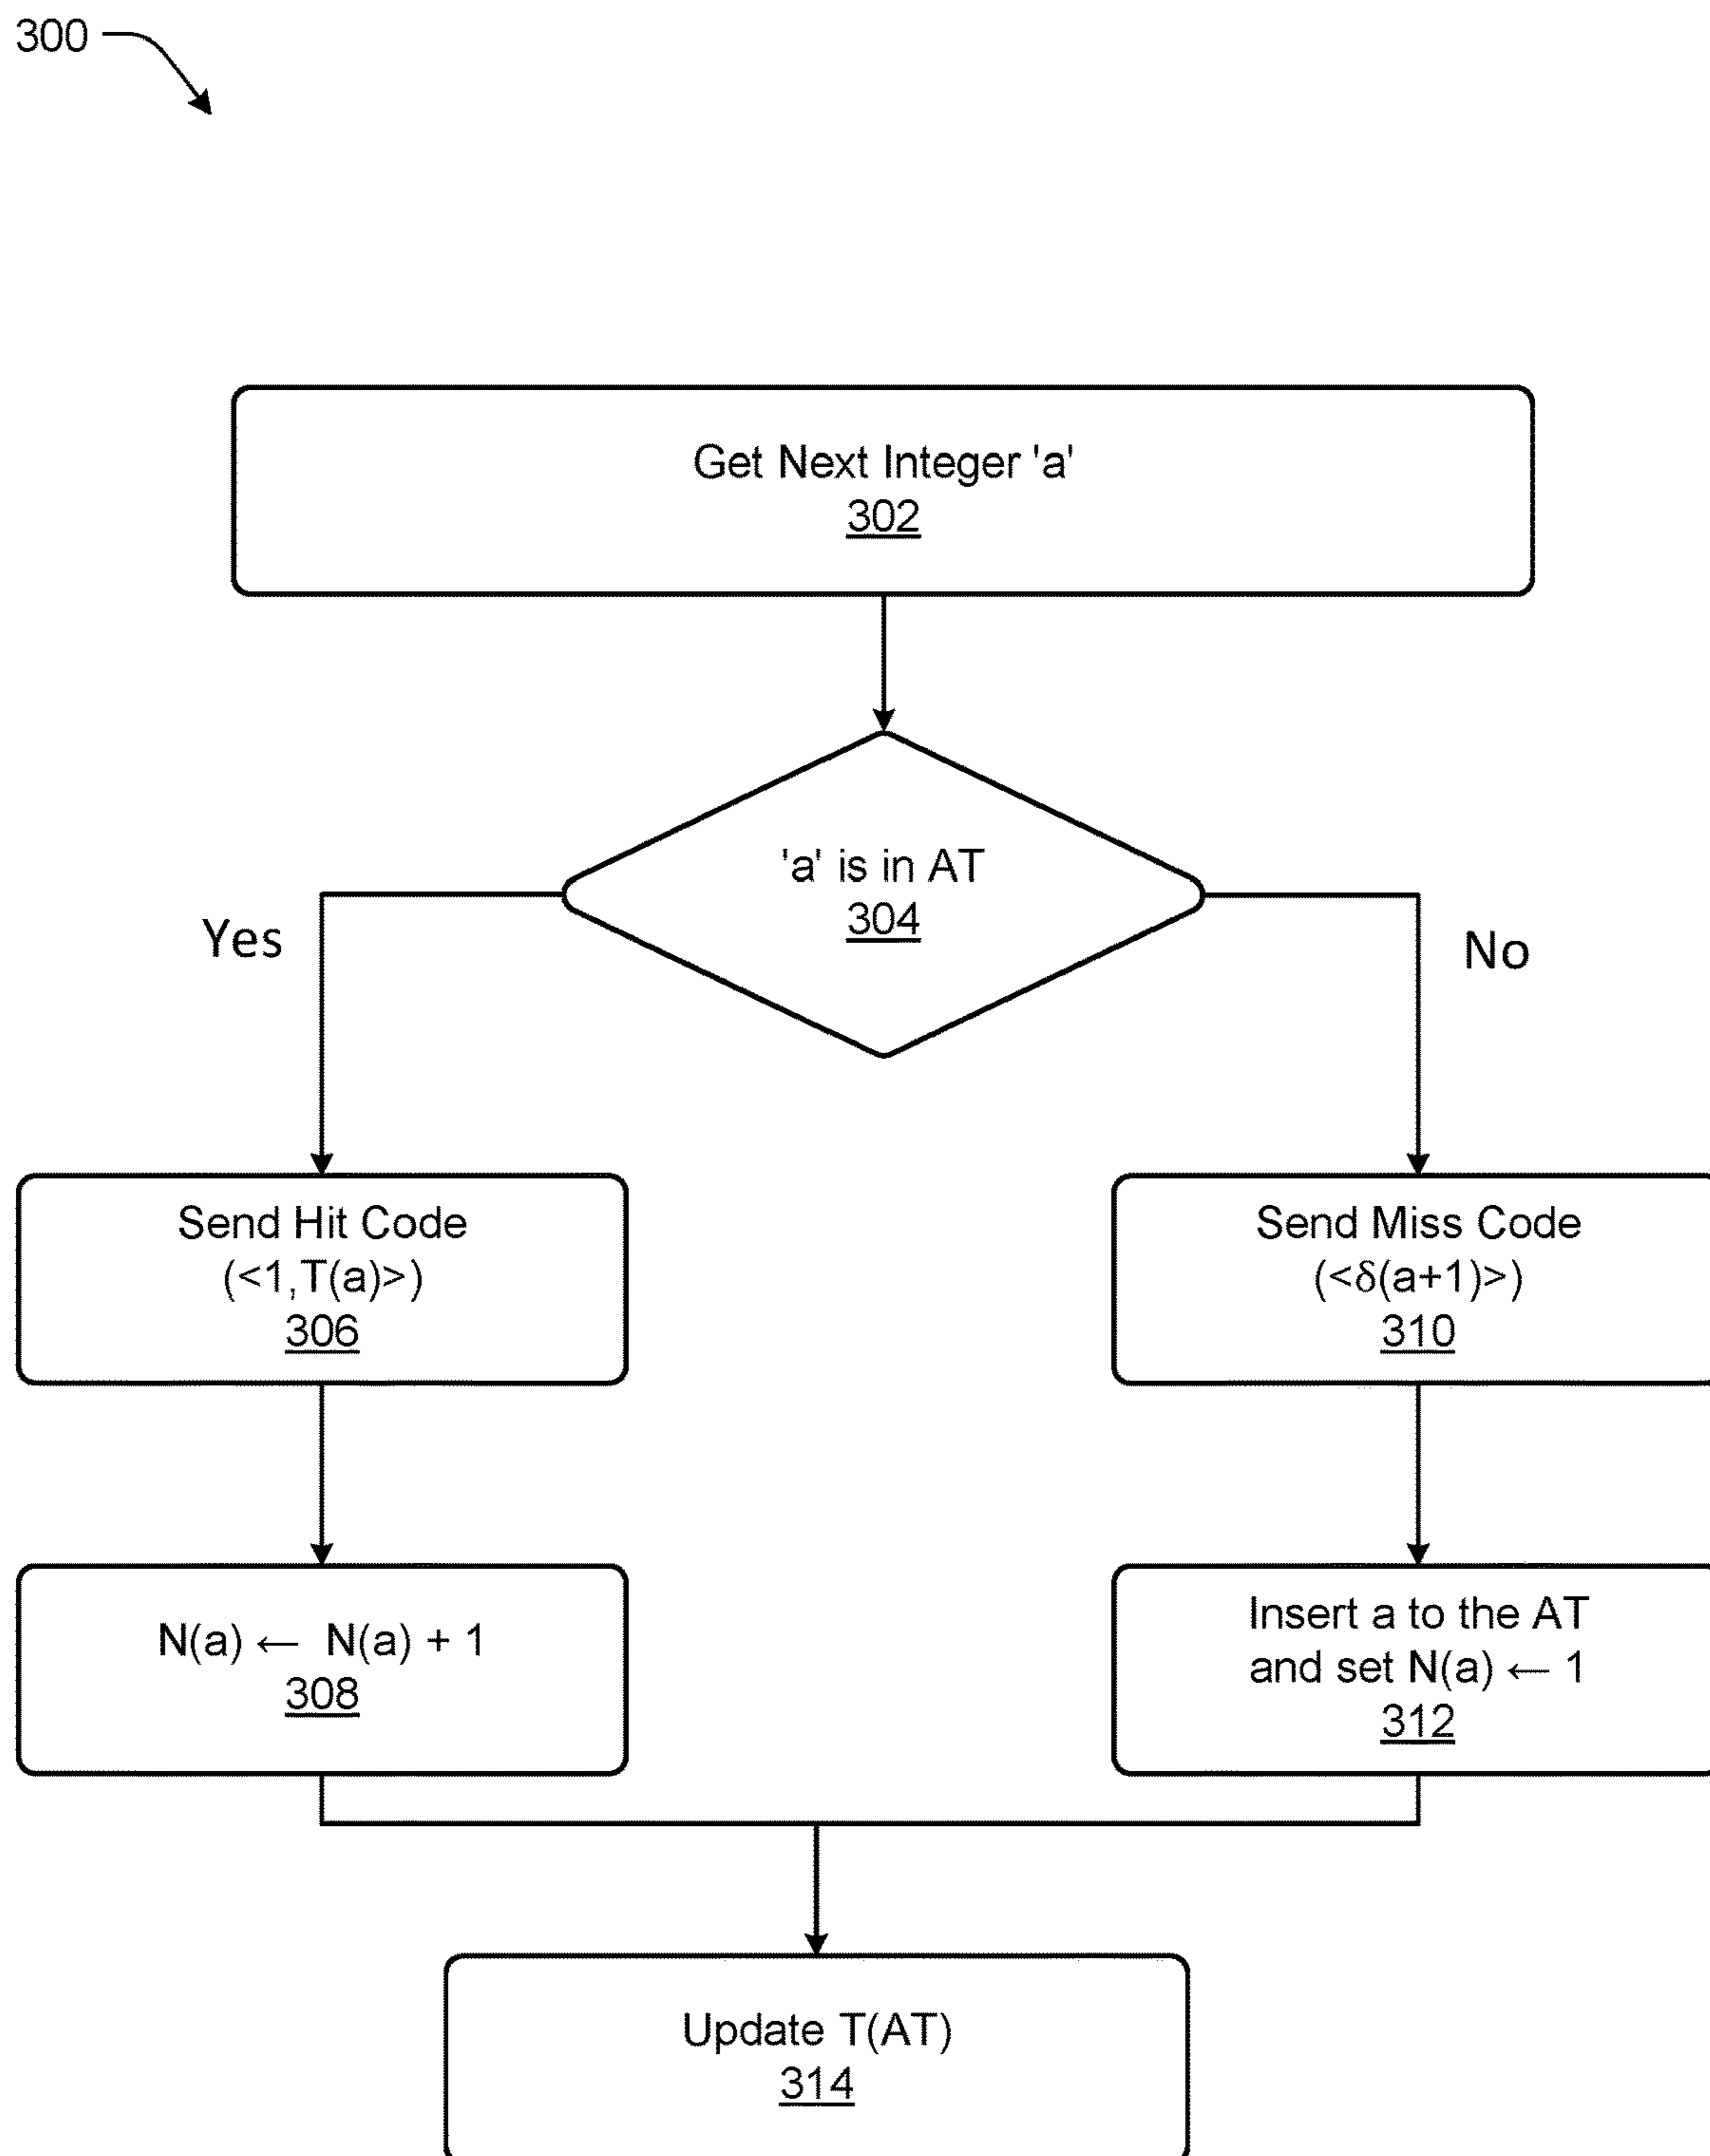 300
Get Next Integer 'a'
302
'a' is in AT
304
Yes
No
Send Hit Code
(<1,T(a)>)
306
Send Miss Code
(<δ(a+1)>)
310
N(a) ← N(a) + 1
308
Insert a to the AT
and set N(a) ← 1
312
Update T(AT)
314